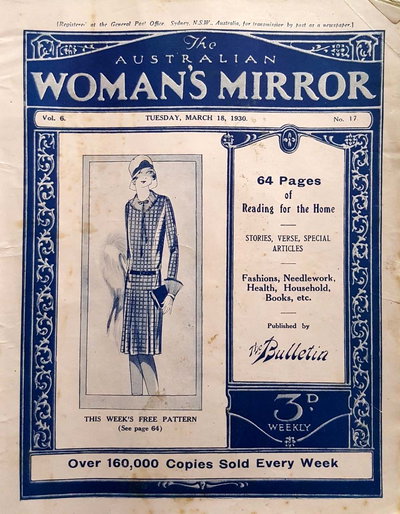 [Registered at the General Post Office, Sydney, N.S.W., Australia, for transmission by post as a newspaper.]
The
AUSTRALIAN
WOMAN'S MIRROR
Vol. 6. TUESDAY, MARCH 18, 1930. No. 17
64 Pages
of
Reading for the Home
STORIES, VERSE, SPECIAL
ARTICLES
Fashions, Needlework,
Health, Household,
Books, etc.
Published by
The Bulletin
THIS WEEK'S FREE PATTERN
(See page 64)
3D
WEEKLY
Over 160,000 Copies Sold Every Week